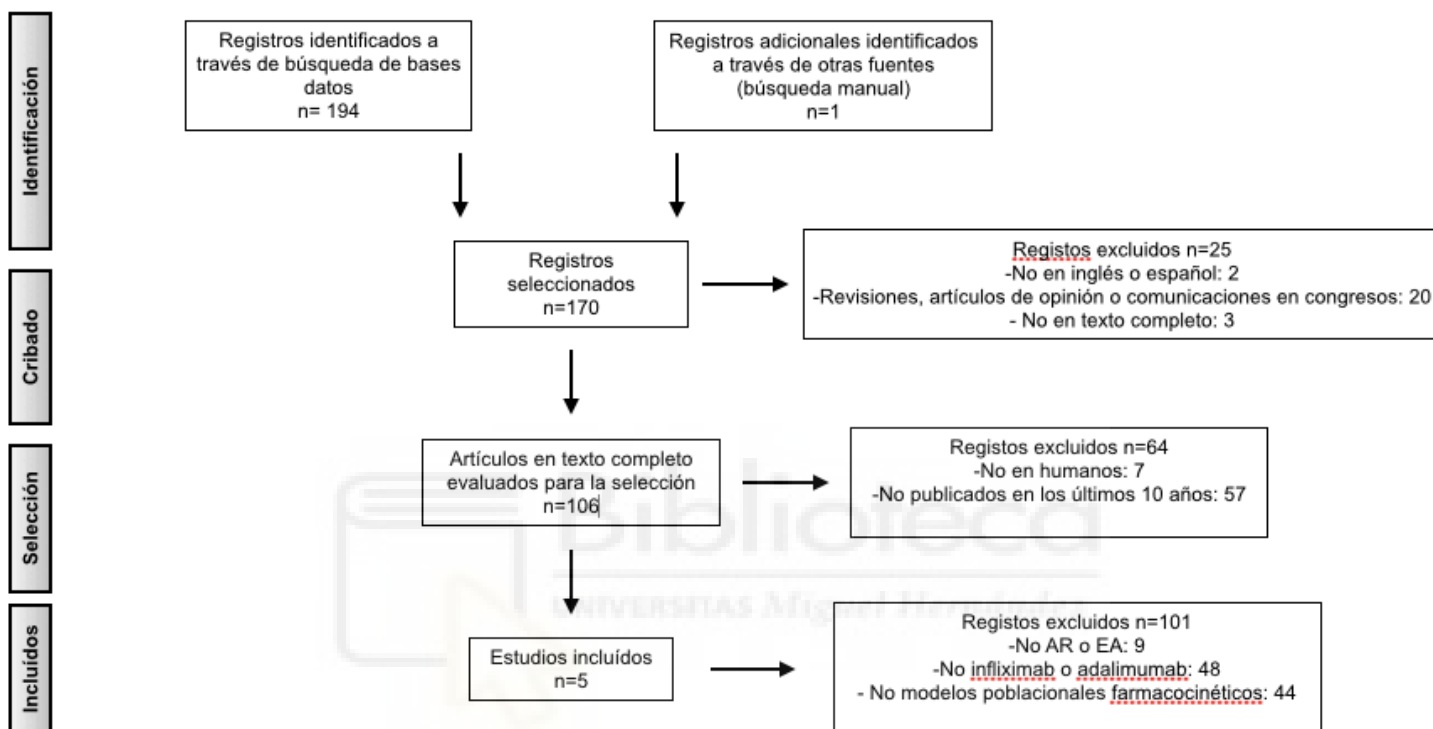 Identificación
Registros identificados a
través de búsqueda de bases
datos
n= 194
Registros adicionales identificados
a través de otras fuentes
(búsqueda manual)
n=1
Cribado
Registros
seleccionados
n=170
Registos excluidos n=25
-No en inglés o español: 2
-Revisiones, artículos de opinión o comunicaciones en congresos: 20
- No en texto completo: 3
Selección
Artículos en texto completo
evaluados para la selección
n=106
Registos excluidos n=64
-No en humanos: 7
-No publicados en los últimos 10 años: 57
Biblioteca
UNIVERSITAS Miguel Hernández
Incluídos
Estudios incluídos
n=5
Registos excluidos n=101
-No AR o EA: 9
-No infliximab o adalimumab: 48
- No modelos poblacionales farmacocinéticos: 44